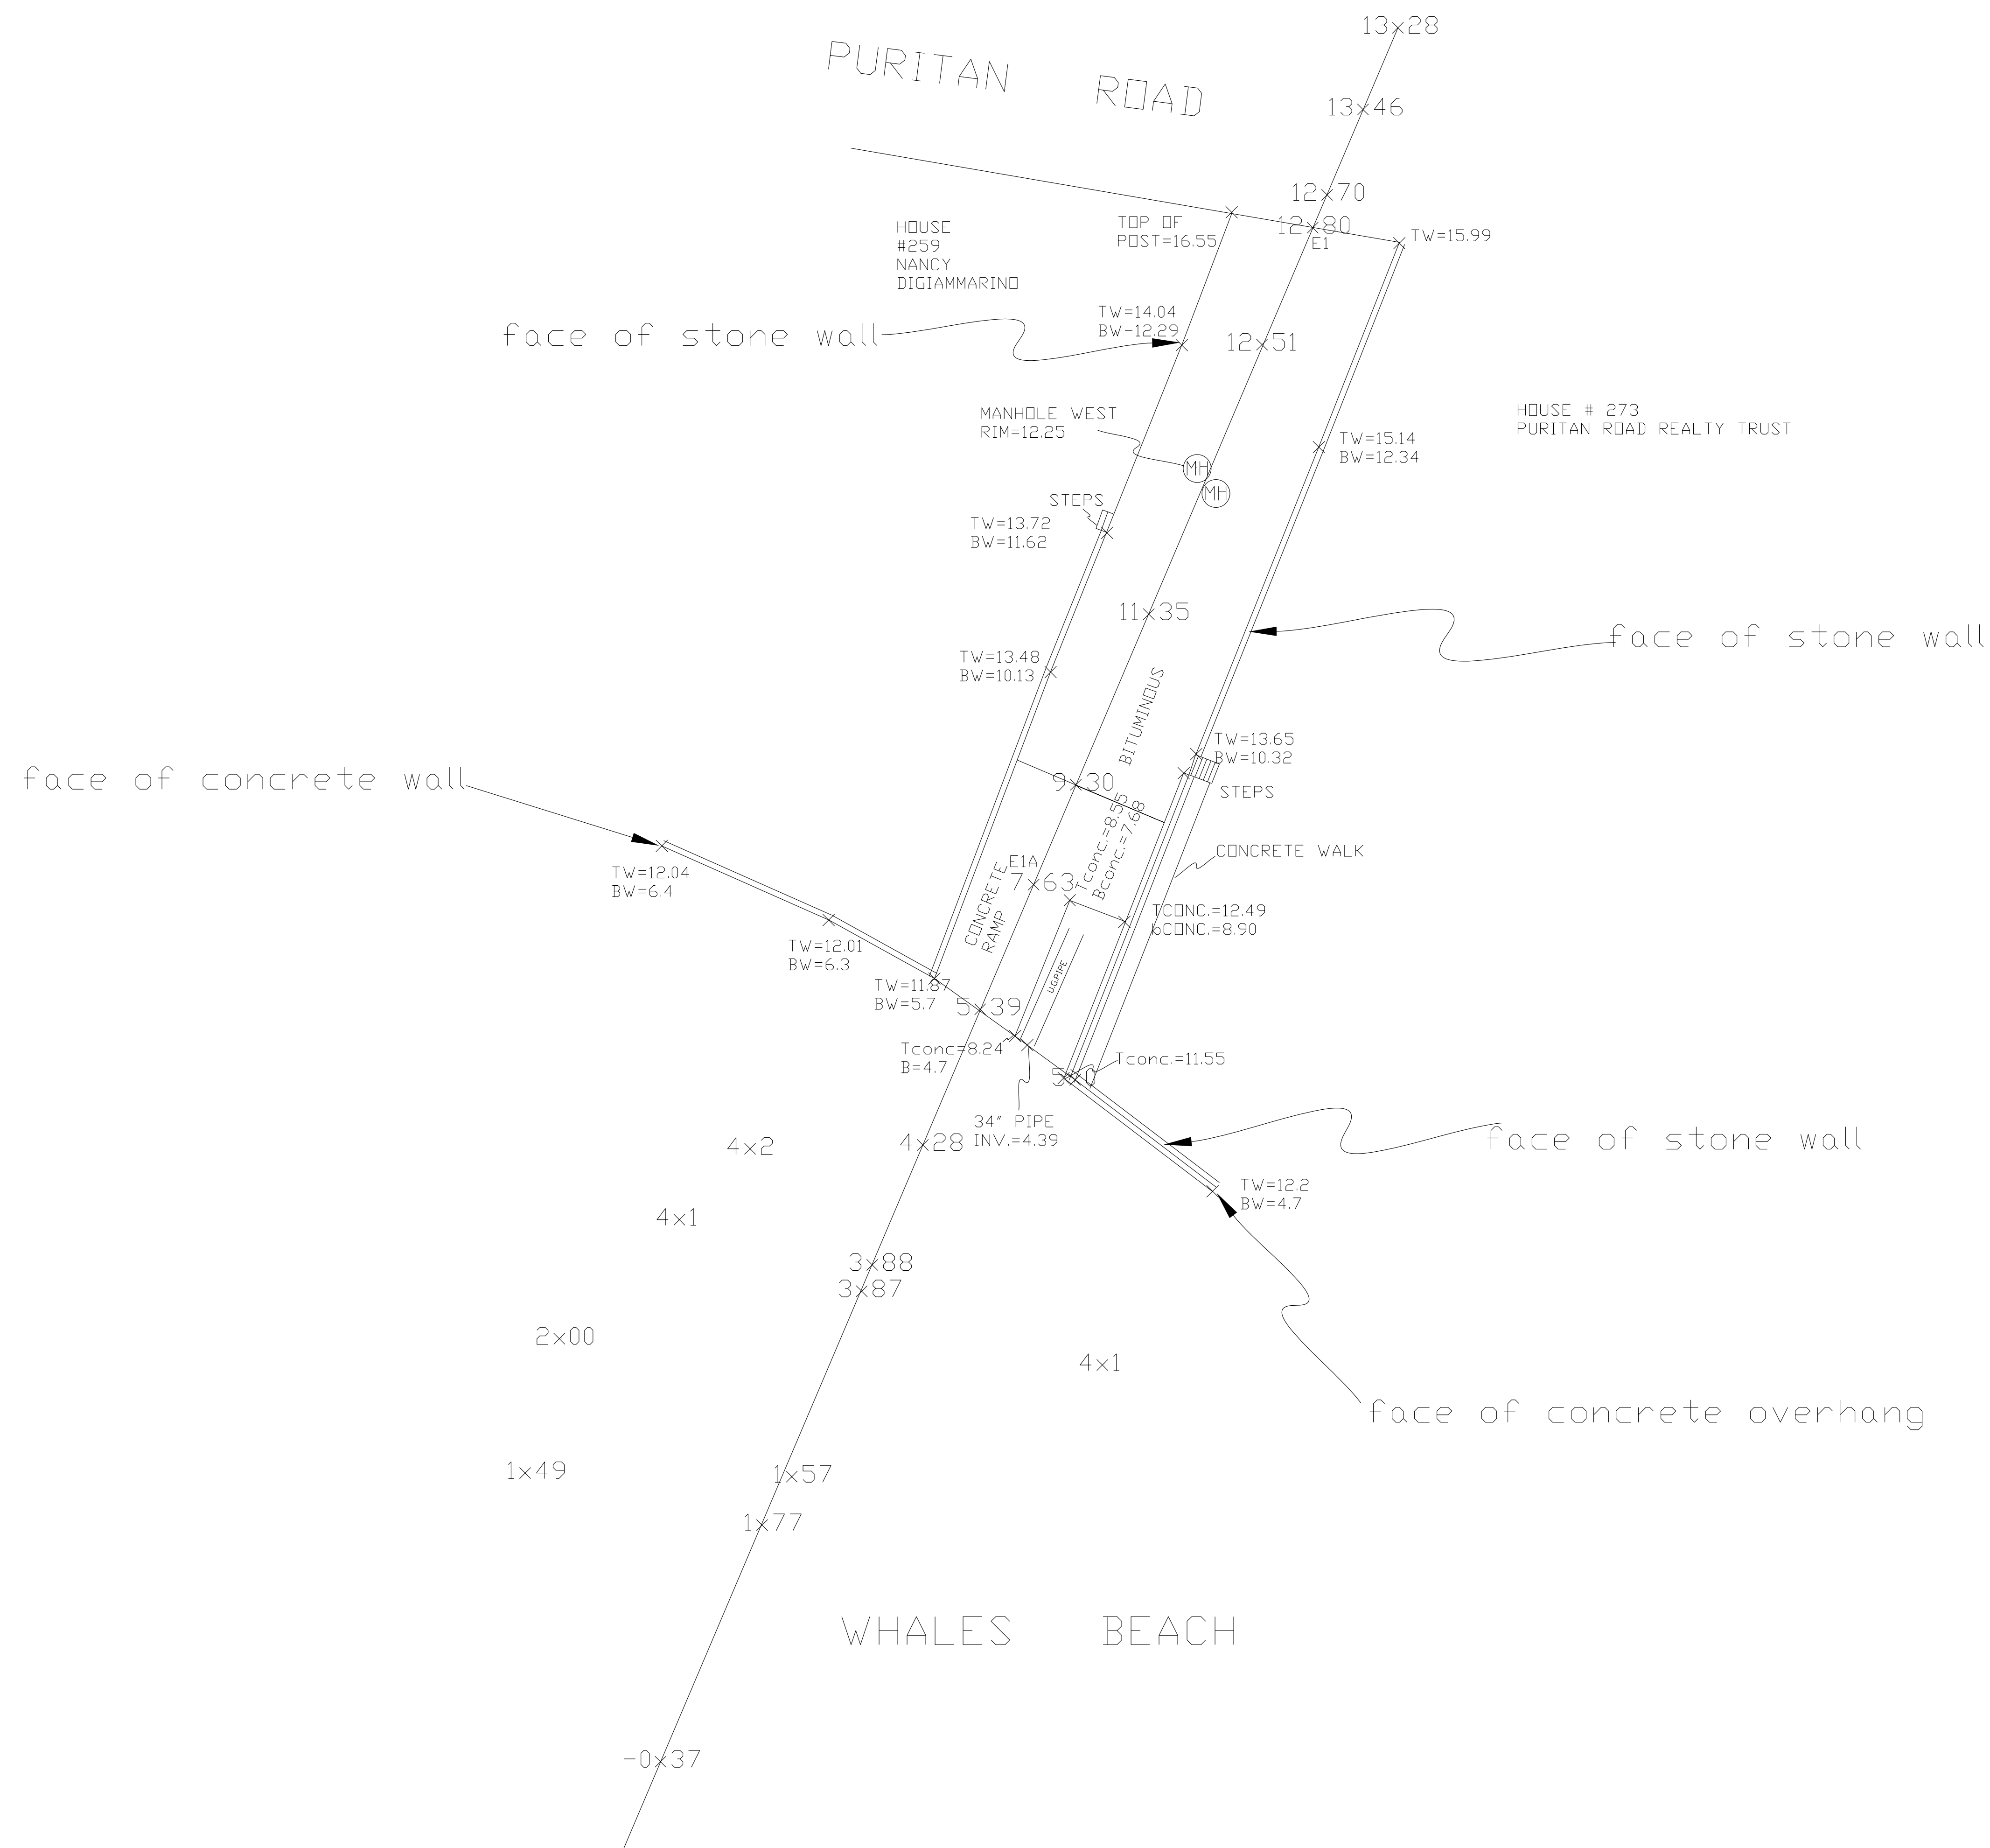 13x28
PURITAN ROAD
13x46
12x70
TOP OF
POST=16.55
12x80
E1
TW=15.99
HOUSE
#259
NANCY
DIGIAMMARINO
TW=14.04
BW-12.29
face of stone wall
12x51
MANHOLE WEST
RIM=12.25
HOUSE # 273
PURITAN ROAD REALTY TRUST
TW=15.14
BW=12.34
MH
MH
STEPS
TW=13.72
BW=11.62
11x35
face of stone wall
TW=13.48
BW=10.13
BITUMINOUS
TW=13.65
BW=10.32
STEPS
face of concrete wall
9x30
Tconc.=8.55
Bconc.=7.68
CONCRETE WALK
E1A
7x63
TW=12.04
BW=6.4
CONCRETE
RAMP
TCONC.=12.49
bCONC.=8.90
TW=12.01
BW=6.3
U.G.PIPE
TW=11.87
BW=5.7
5x39
Tconc=8.24
B=4.7
Tconc.=11.55
34" PIPE
INV.=4.39
4x2
4x28
face of stone wall
TW=12.2
BW=4.7
4x1
3x88
3x87
2x00
4x1
face of concrete overhang
1x49
1x57
1x77
WHALES BEACH
-0x37